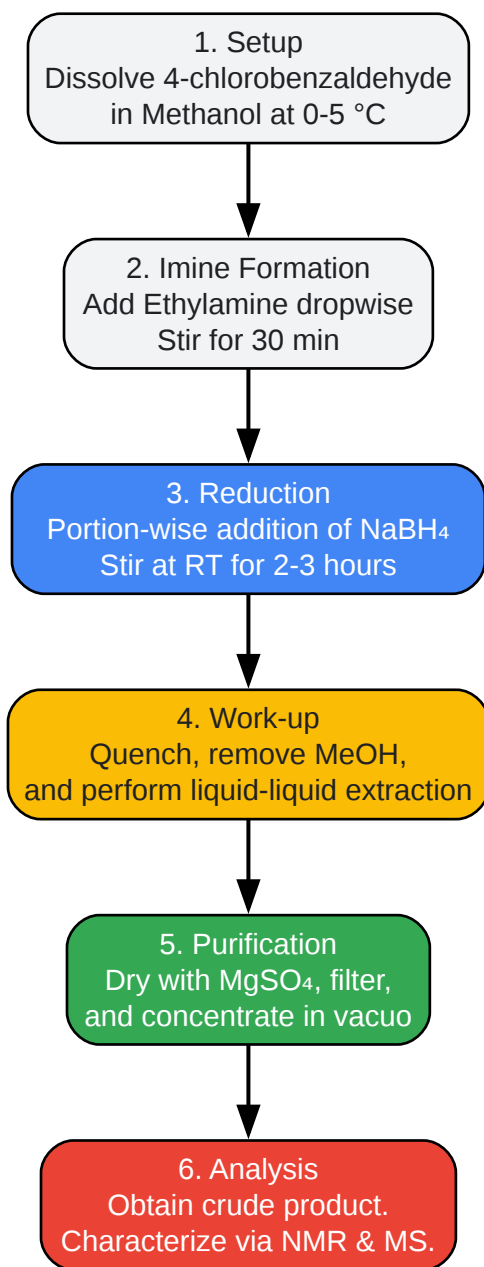 1. Setup
Dissolve 4-chlorobenzaldehyde
in Methanol at 0-5 °C
2. Imine Formation
Add Ethylamine dropwise
Stir for 30 min
3. Reduction
Portion-wise addition of NaBH₄
Stir at RT for 2-3 hours
4. Work-up
Quench, remove MeOH,
and perform liquid-liquid extraction
5. Purification
Dry with MgSO₄, filter,
and concentrate in vacuo
6. Analysis
Obtain crude product.
Characterize via NMR & MS.